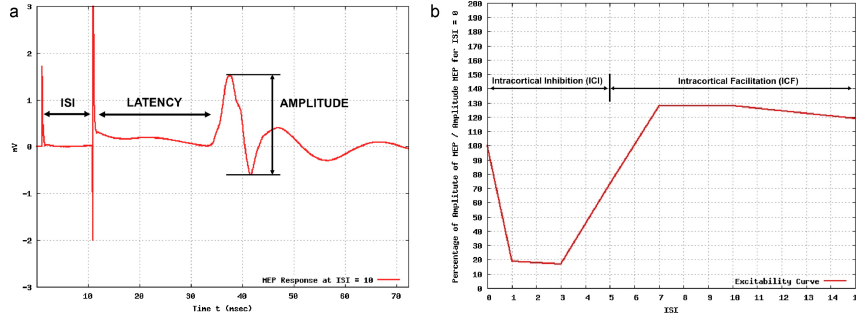 a
3
2
1
0
-1
-2
-3
mV
ISI
LATENCY
AMPLITUDE
MEP Response at ISI = 10
0 10 20 30 40 50 60 70
Time t (msec)
b
Percentage of Amplitute of MEP / Amplitude MEP for ISI = 0
200
190
180
170
160
150
140
130
120
110
100
90
80
70
60
50
40
30
20
10
0
Intracortical Inhibition (ICI)
Intracortical Facilitation (ICF)
Excitability Curve
0 1 2 3 4 5 6 7 8 9 10 11 12 13 14
ISI